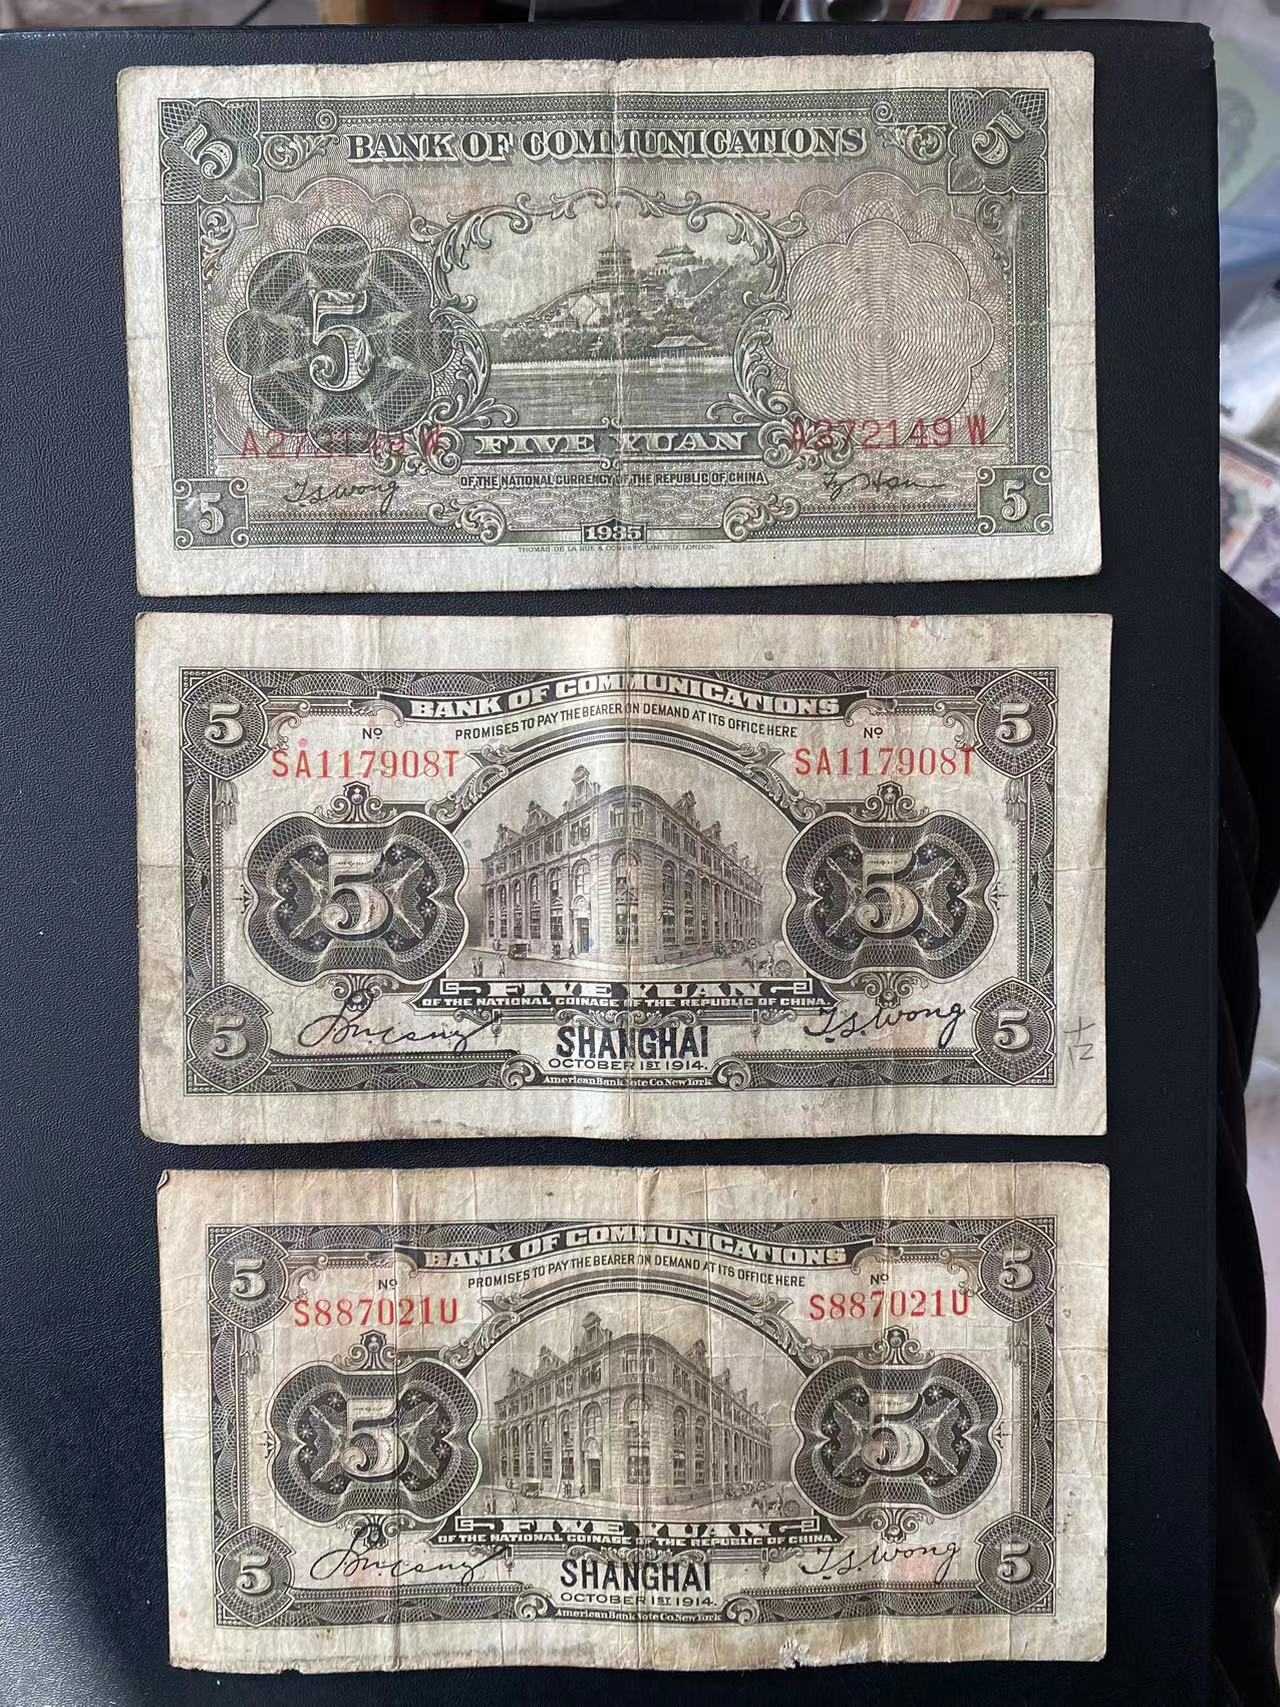 5 BANK OF COMMUNICATIONS 5
5
A272149 W A272149 W
FIVE YUAN
OF THE NATIONAL CURRENCY OF THE REPUBLIC OF CHINA
T.S.Wong
5 1935 5
THOMAS DE LA RUE & COMPANY, LIMITED, LONDON.
5 BANK OF COMMUNICATIONS 5
PROMISES TO PAY THE BEARER ON DEMAND AT ITS OFFICE HERE
Nº Nº
SA117908T SA117908T
5 5
FIVE YUAN
OF THE NATIONAL COINAGE OF THE REPUBLIC OF CHINA.
T.S.Wong
5 SHANGHAI 5
OCTOBER 1ST 1914.
American Bank Note Co. New York
5 BANK OF COMMUNICATIONS 5
PROMISES TO PAY THE BEARER ON DEMAND AT ITS OFFICE HERE
Nº Nº
S887021U S887021U
5 5
FIVE YUAN
OF THE NATIONAL COINAGE OF THE REPUBLIC OF CHINA.
T.S.Wong
5 SHANGHAI 5
OCTOBER 1ST 1914.
American Bank Note Co. New York